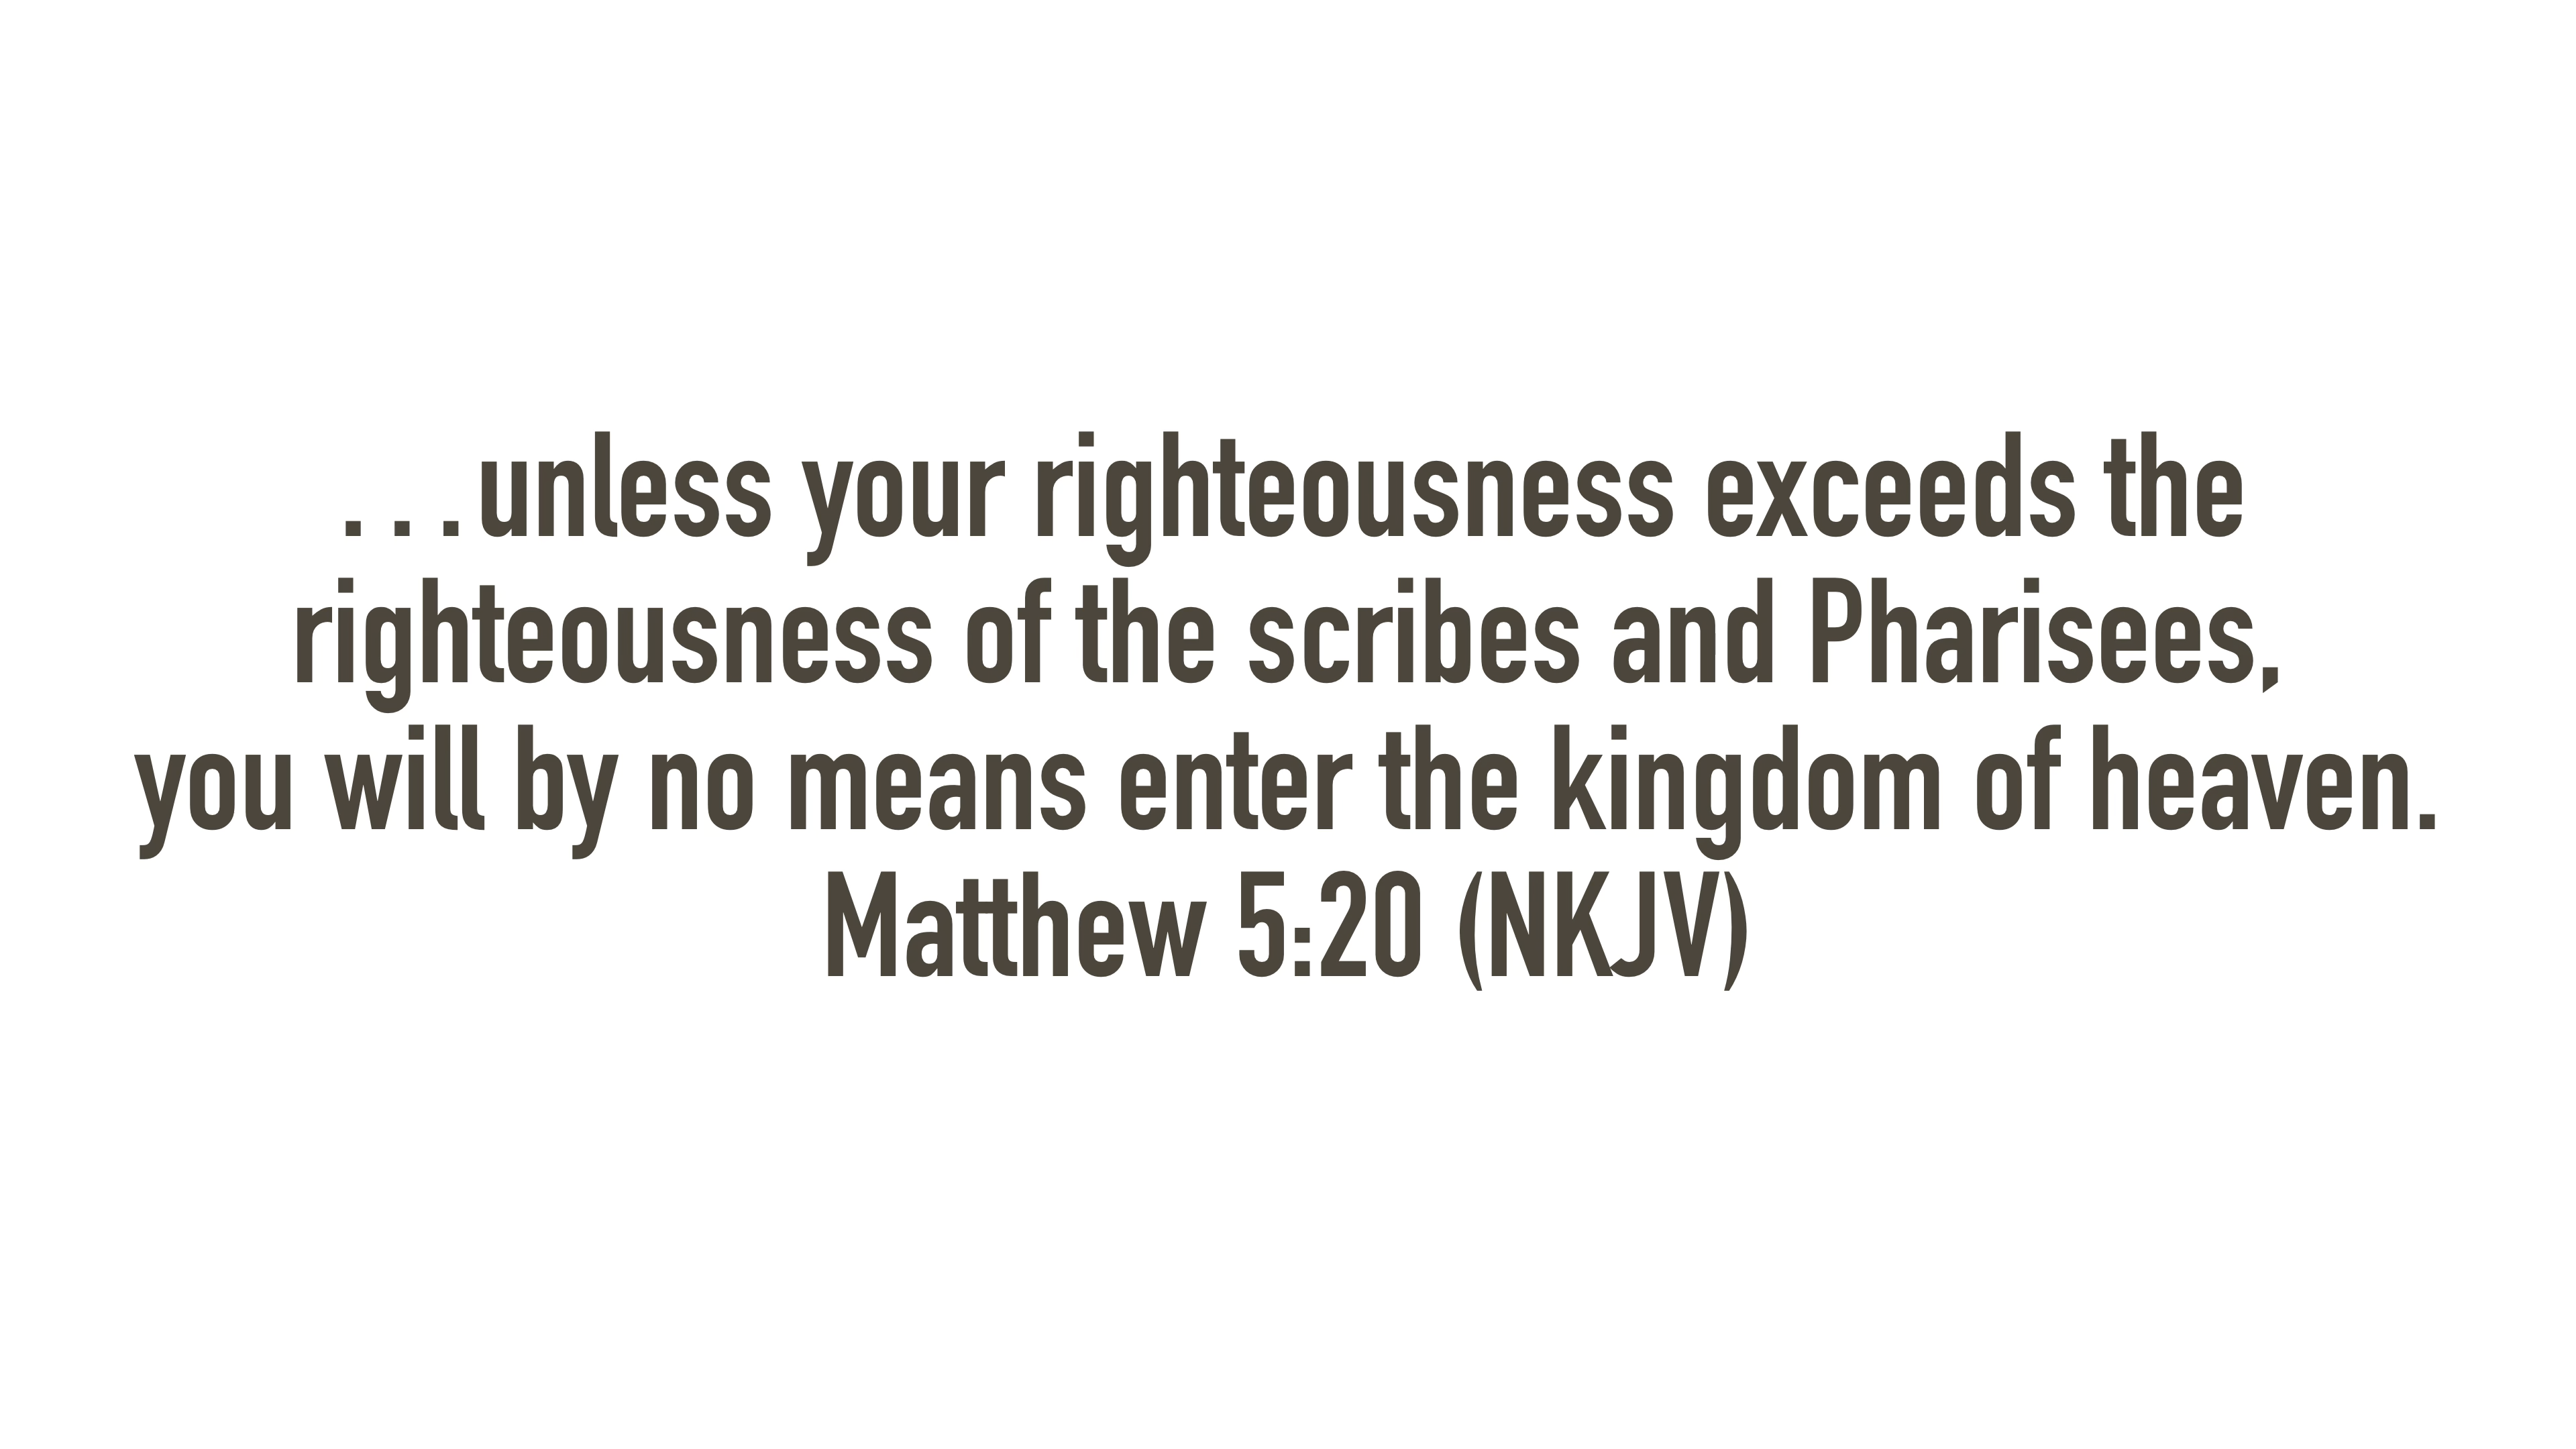 ...unless your righteousness exceeds the
righteousness of the scribes and Pharisees,
you will by no means enter the kingdom of heaven.
Matthew 5:20 (NKJV)